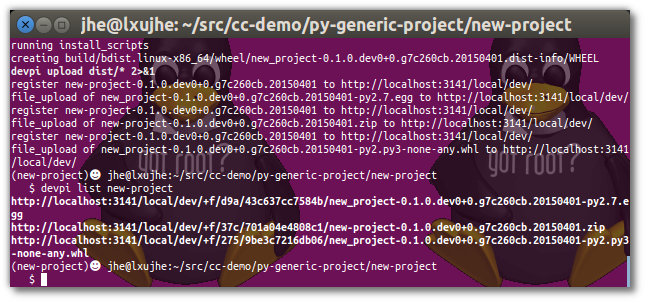 jhe@lxujhe: ~/src/cc-demo/py-generic-project/new-project
running install_scripts
creating build/bdist.linux-x86_64/wheel/new_project-0.1.0.dev0+0.g7c260cb.20150401.dist-info/WHEEL
devpi upload dist/* 2>&1
register new-project-0.1.0.dev0+0.g7c260cb.20150401 to http://localhost:3141/local/dev/
file_upload of new_project-0.1.0.dev0+0.g7c260cb.20150401-py2.7.egg to http://localhost:3141/local/dev/
register new-project-0.1.0.dev0+0.g7c260cb.20150401 to http://localhost:3141/local/dev/
file_upload of new-project-0.1.0.dev0+0.g7c260cb.20150401.zip to http://localhost:3141/local/dev/
register new-project-0.1.0.dev0+0.g7c260cb.20150401 to http://localhost:3141/local/dev/
file_upload of new_project-0.1.0.dev0+0.g7c260cb.20150401-py2.py3-none-any.whl to http://localhost:3141
/local/dev/
got root?
got root?
(new-project)☻ jhe@lxujhe:~/src/cc-demo/py-generic-project/new-project
$ devpi list new-project
http://localhost:3141/local/dev/+f/d9a/43c637cc7584b/new_project-0.1.0.dev0+0.g7c260cb.20150401-py2.7.e
gg
http://localhost:3141/local/dev/+f/37c/701a04e4808c1/new-project-0.1.0.dev0+0.g7c260cb.20150401.zip
http://localhost:3141/local/dev/+f/275/9be3c7216db06/new_project-0.1.0.dev0+0.g7c260cb.20150401-py2.py3
-none-any.whl
(new-project)☻ jhe@lxujhe:~/src/cc-demo/py-generic-project/new-project
$